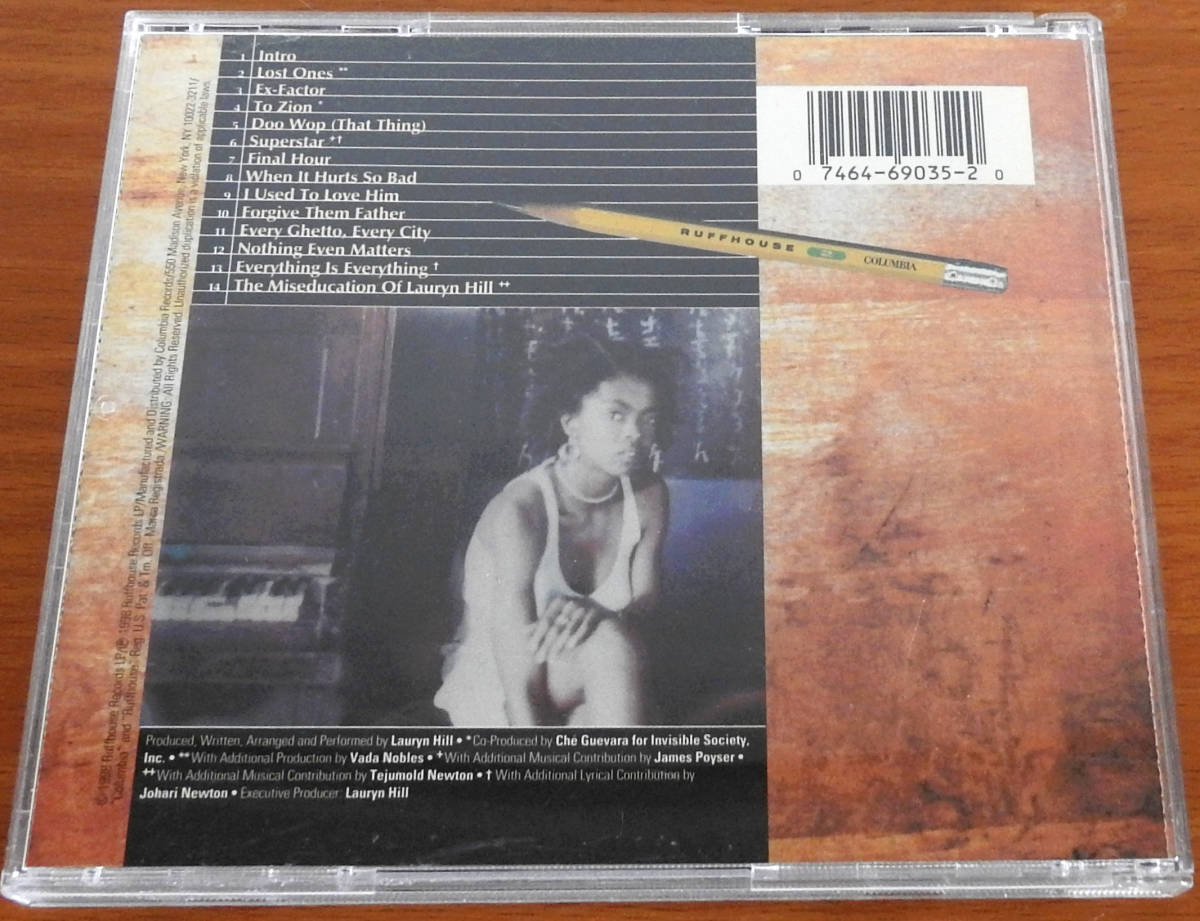 1 Intro
2 Lost Ones **
3 Ex-Factor
4 To Zion *
5 Doo Wop (That Thing)
6 Superstar +†
7 Final Hour
8 When It Hurts So Bad
9 I Used To Love Him
10 Forgive Them Father
11 Every Ghetto, Every City
12 Nothing Even Matters
13 Everything Is Everything †
14 The Miseducation Of Lauryn Hill ++
0 7464-69035-2 0
RUFFHOUSE 2 COLUMBIA
Produced, Written, Arranged and Performed by Lauryn Hill • *Co-Produced by Ché Guevara for Invisible Society,
Inc. • **With Additional Production by Vada Nobles • +With Additional Musical Contribution by James Poyser •
++With Additional Musical Contribution by Tejumold Newton • † With Additional Lyrical Contribution by
Johari Newton • Executive Producer: Lauryn Hill
© 1998 Ruffhouse Records LP/℗ 1998 Ruffhouse Records LP/Manufactured and Distributed by Columbia Records/550 Madison Avenue, New York, NY 10022-3211/
"Columbia" and "Ruffhouse" Reg. U.S. Pat. & Tm. Off. Marca Registrada./WARNING: All Rights Reserved. Unauthorized duplication is a violation of applicable laws.